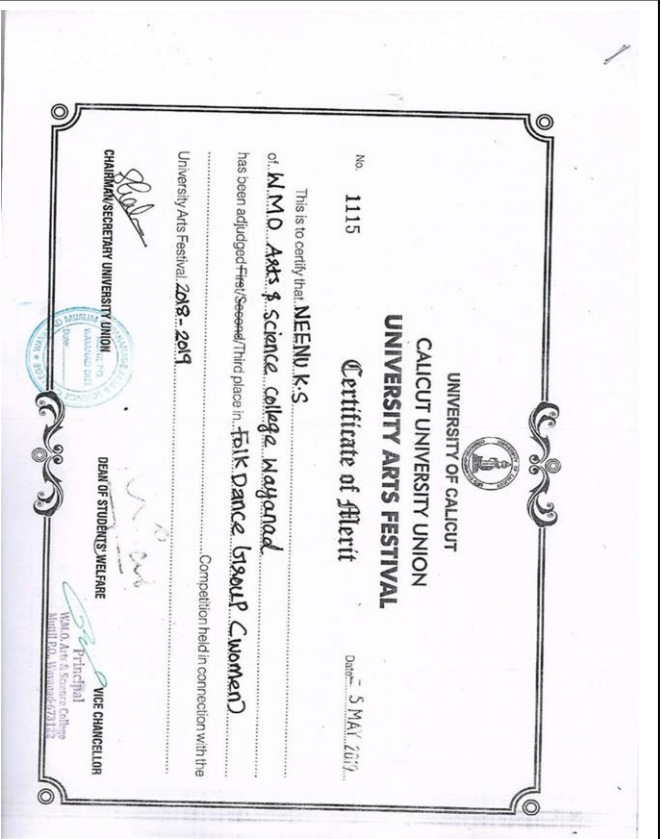 UNIVERSITY OF CALICUT
CALICUT UNIVERSITY UNION
UNIVERSITY ARTS FESTIVAL
Certificate of Merit
No. 1115
Date - 5 MAY 2019
This is to certify that NEENU K.S
of W.M.O Arts & Science College Wayanad
has been adjudged First/Second/Third place in Folk Dance Group (Women)
Competition held in connection with the
University Arts Festival 2018-2019
CHAIRMAN/SECRETARY UNIVERSITY UNION
DEAN OF STUDENTS' WELFARE
VICE CHANCELLOR
Principal
W.M.O. Arts & Science College
Muttil P.O. Wayanad-673122